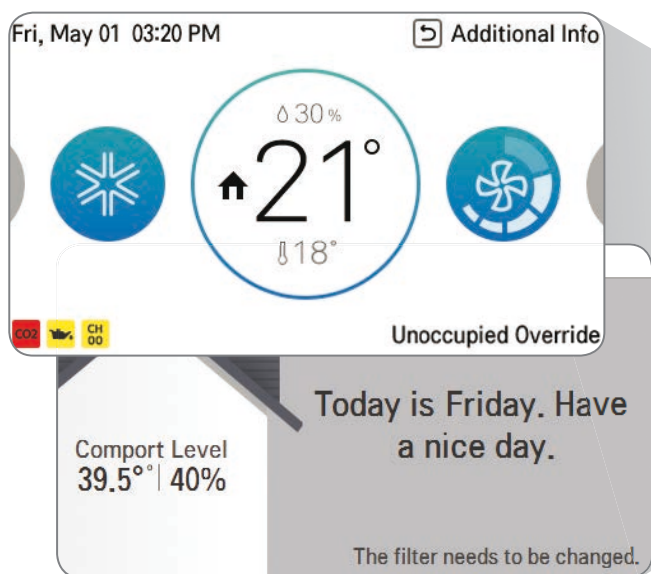 Fri, May 01 03:20 PM
Additional Info
30%
21°
18°
CO2
CH
00
Unoccupied Override
Today is Friday. Have
a nice day.
Comport Level
39.5°° | 40%
The filter needs to be changed.